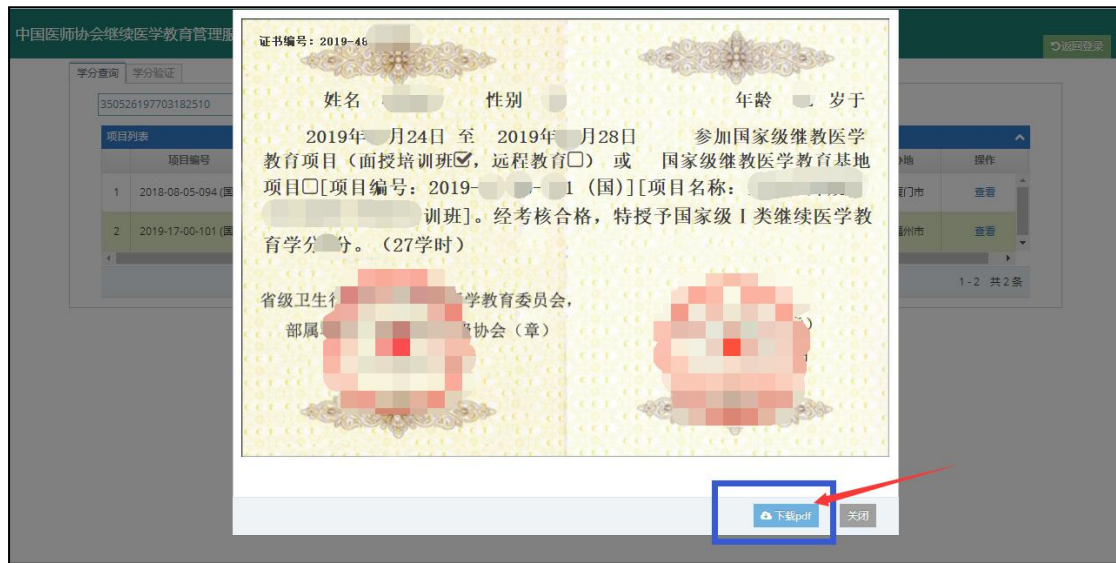 中国医师协会继续医学教育管理服
返回登录
学分查询 学分验证
350526197703182510
项目列表
项目编号 办地 操作
1 2018-08-05-094 (国 厦门市 查看
2 2019-17-00-101 (国 福州市 查看
1 - 2 共 2 条
证书编号：2019-48
姓名 性别 年龄 岁于
2019年 月24日 至 2019年 月28日 参加国家级继教医学
教育项目（面授培训班☑，远程教育☐） 或 国家级继教医学教育基地
项目☐[项目编号：2019- - 1 (国)][项目名称：
训班]。经考核合格，特授予国家级Ⅰ类继续医学教
育学分 分。（27学时）
省级卫生 学教育委员会，
部属 协会（章）
下载pdf 关闭